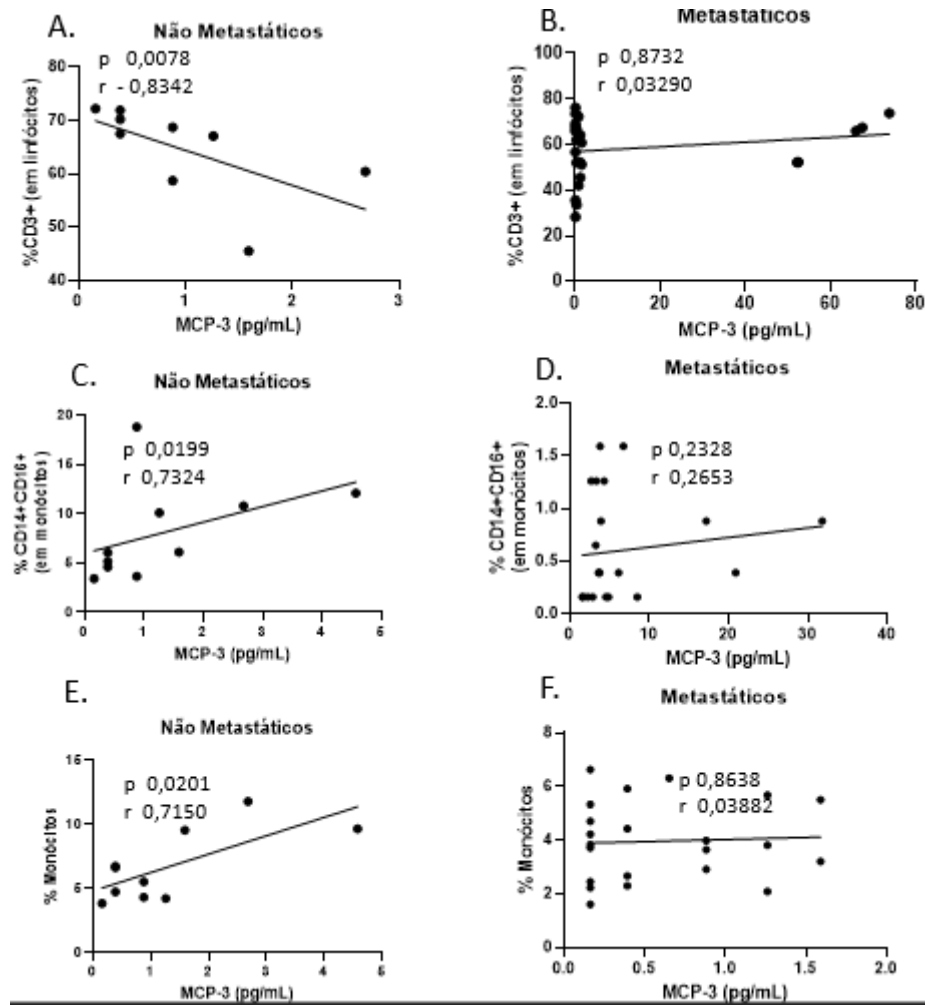 A.
Não Metastáticos
p 0,0078
r - 0,8342
80
70
60
50
40
%CD3+ (em linfócitos)
0
1
2
3
MCP-3 (pg/mL)
B.
Metastáticos
p 0,8732
r 0,03290
100
80
60
40
20
0
%CD3+ (em linfócitos)
0
20
40
60
80
MCP-3 (pg/mL)
C.
Não Metastáticos
p 0,0199
r 0,7324
20
15
10
5
0
% CD14+CD16+
(em monócitos)
0
1
2
3
4
5
MCP-3 (pg/mL)
D.
Metastáticos
p 0,2328
r 0,2653
2.0
1.5
1.0
0.5
0.0
% CD14+CD16+
(em monócitos)
0
10
20
30
40
MCP-3 (pg/mL)
E.
Não Metastáticos
p 0,0201
r 0,7150
15
10
5
0
% Monócitos
0
1
2
3
4
5
MCP-3 (pg/mL)
F.
Metastáticos
p 0,8638
r 0,03882
8
6
4
2
0
% Monócitos
0.0
0.5
1.0
1.5
2.0
MCP-3 (pg/mL)